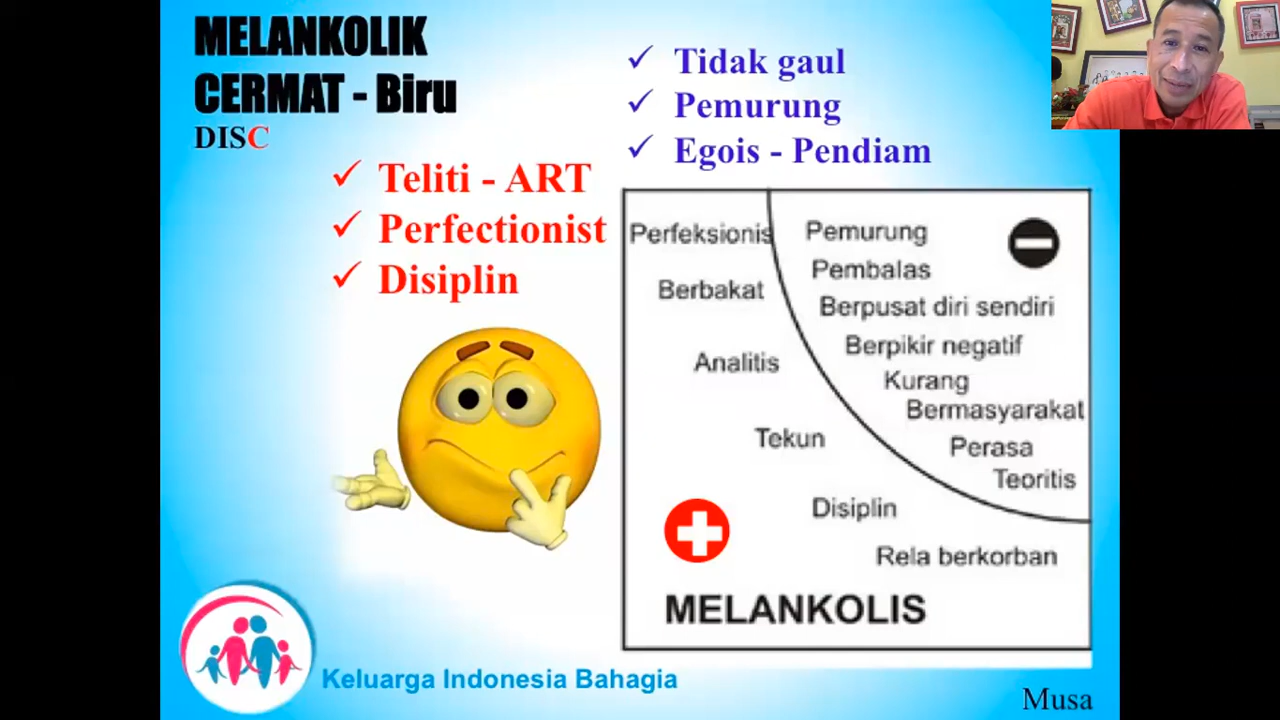 MELANKOLIK
CERMAT - Biru
DISC
✓ Teliti - ART
✓ Perfectionist
✓ Disiplin
✓ Tidak gaul
✓ Pemurung
✓ Egois - Pendiam
Perfeksionis
Berbakat
Analitis
Tekun
Disiplin
Rela berkorban
Pemurung
Pembalas
Berpusat diri sendiri
Berpikir negatif
Kurang
Bermasyarakat
Perasa
Teoritis
MELANKOLIS
Keluarga Indonesia Bahagia
Musa